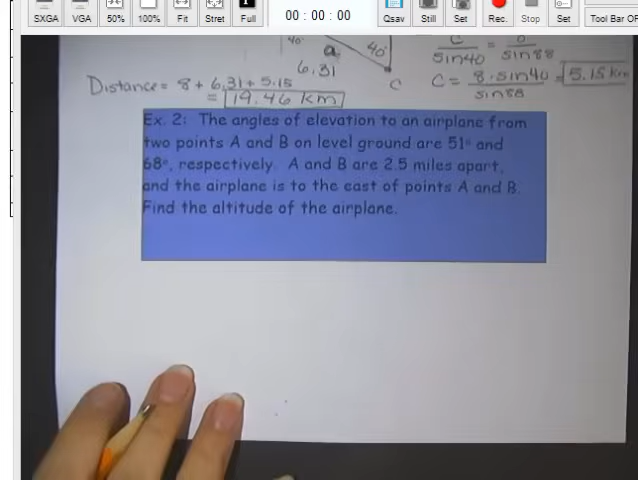 SXGA VGA 50% 100% Fit Stret Full 00 : 00 : 00 Qsav Still Set Rec. Stop Set Tool Bar OF
40° a 40°
6.31 C
sin40 = sin88
C = 8·sin40 = 5.15 km
sin88
Distance = 8 + 6.31 + 5.15
= 19.46 km
Ex. 2: The angles of elevation to an airplane from
two points A and B on level ground are 51° and
68°, respectively. A and B are 2.5 miles apart,
and the airplane is to the east of points A and B.
Find the altitude of the airplane.